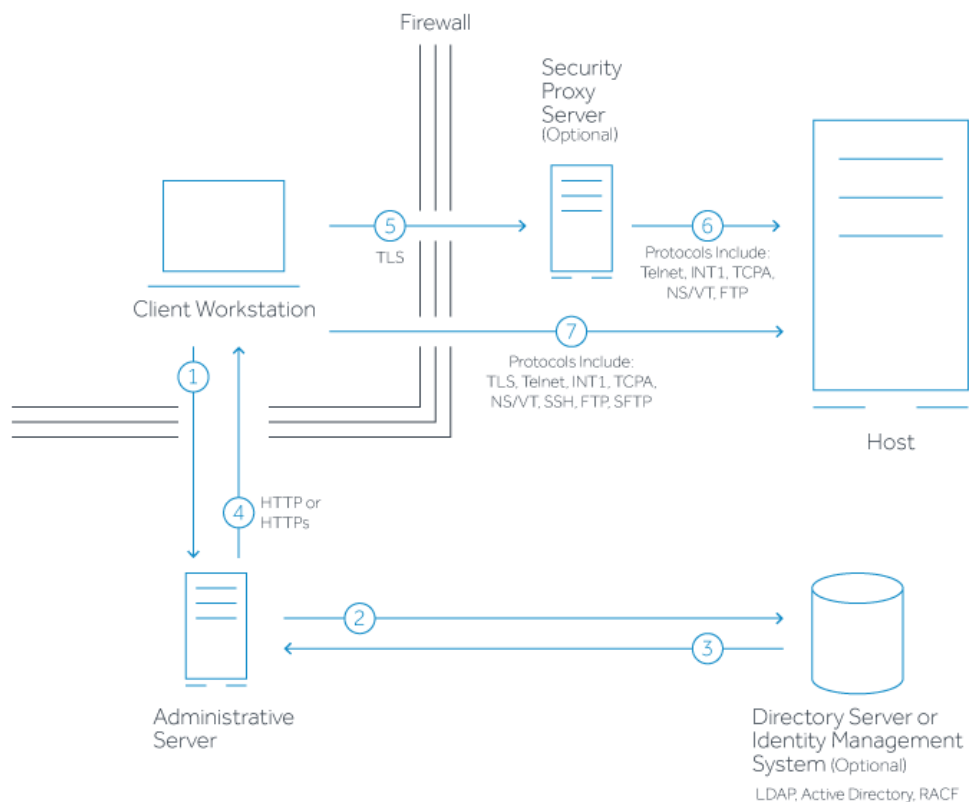 Firewall
Security
Proxy
Server
(Optional)
5
TLS
6
Protocols Include:
Telnet, INT1, TCPA,
NS/VT, FTP
Client Workstation
7
Protocols Include:
TLS, Telnet, INT1, TCPA,
NS/VT, SSH, FTP, SFTP
1
Host
4
HTTP or
HTTPs
2
3
Administrative
Server
Directory Server or
Identity Management
System (Optional)
LDAP, Active Directory, RACF